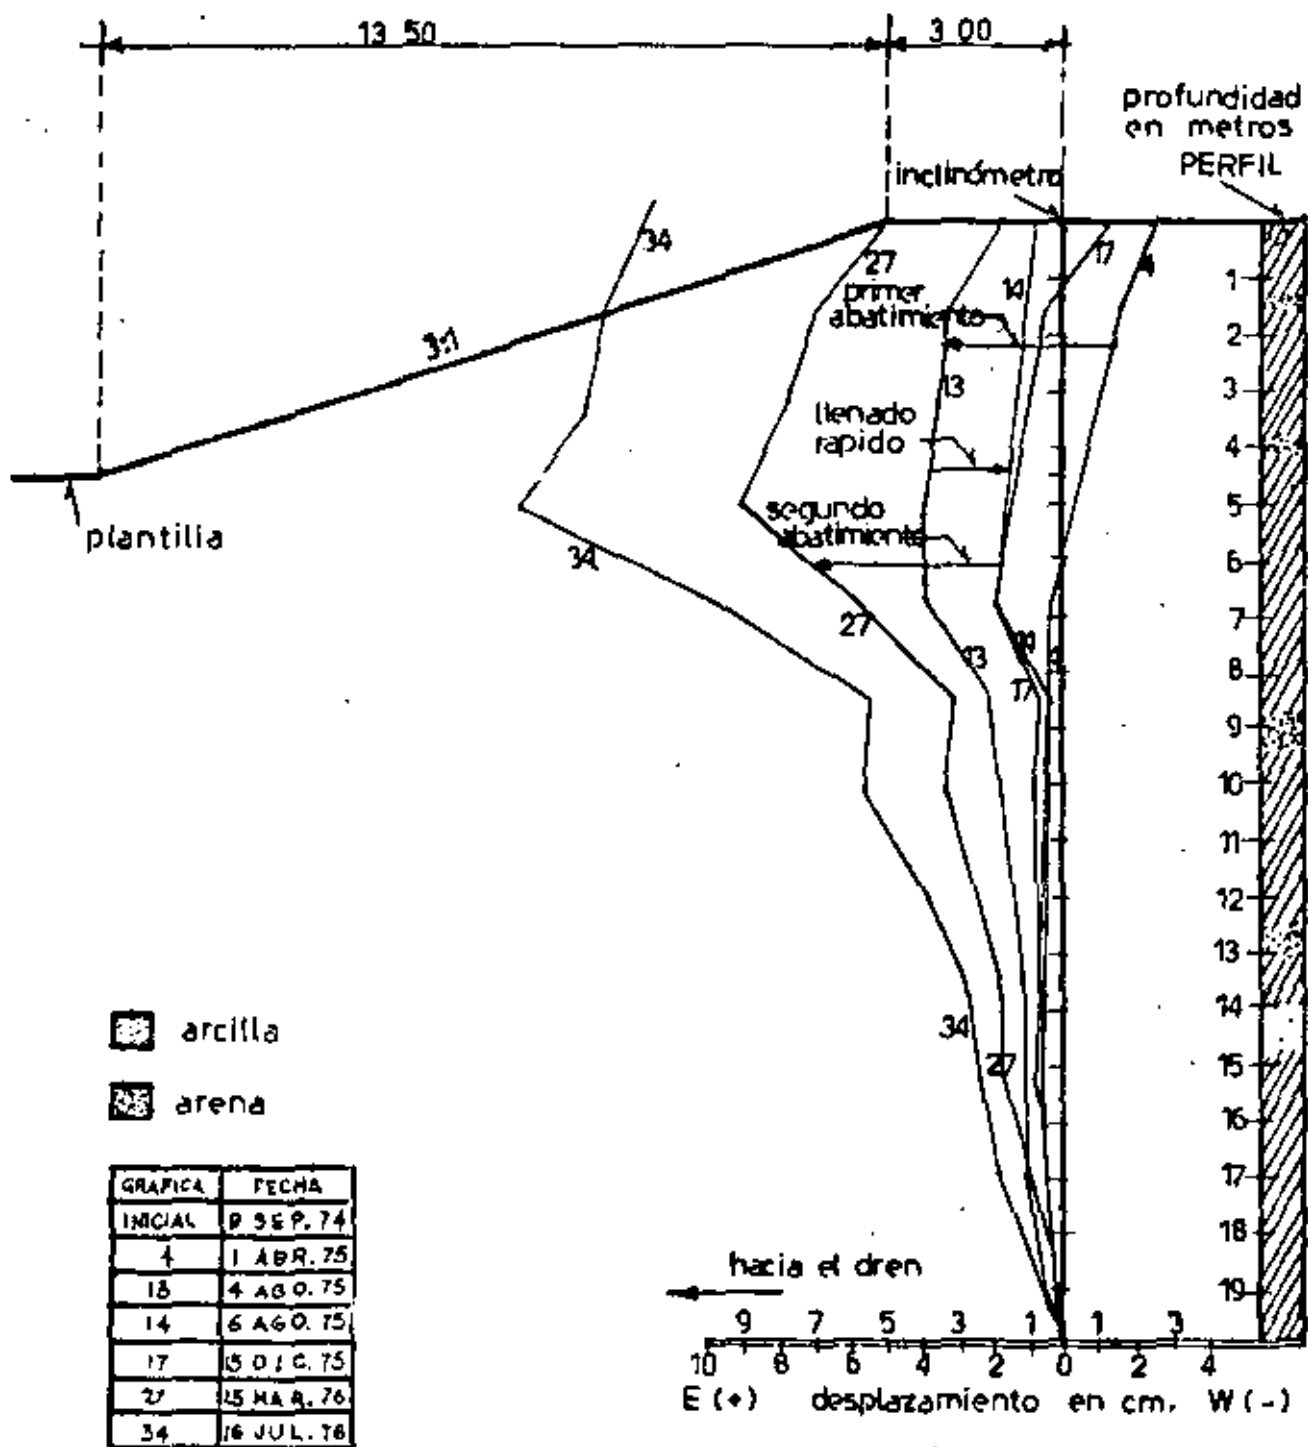 13 50
3 00
profundidad
en metros
PERFIL
inclinómetro
34
27
14
17
4
primer
abatimiento
3:1
13
llenado
rapido
segundo
abatimiento
plantilla
34
27
13
17
1
2
3
4
5
6
7
8
9
10
11
12
13
14
15
16
17
18
19
34
27
arcilla
arena
GRAFICA FECHA
INICIAL SEP. 74
4 1 ABR. 75
13 4 AGO. 75
14 6 AGO. 75
17 15 DIC. 75
27 15 MAR. 76
34 16 JUL. 76
hacia el dren
9 7 5 3 1 1 3
10 8 6 4 2 0 2 4
E (+) desplazamiento en cm. W (-)